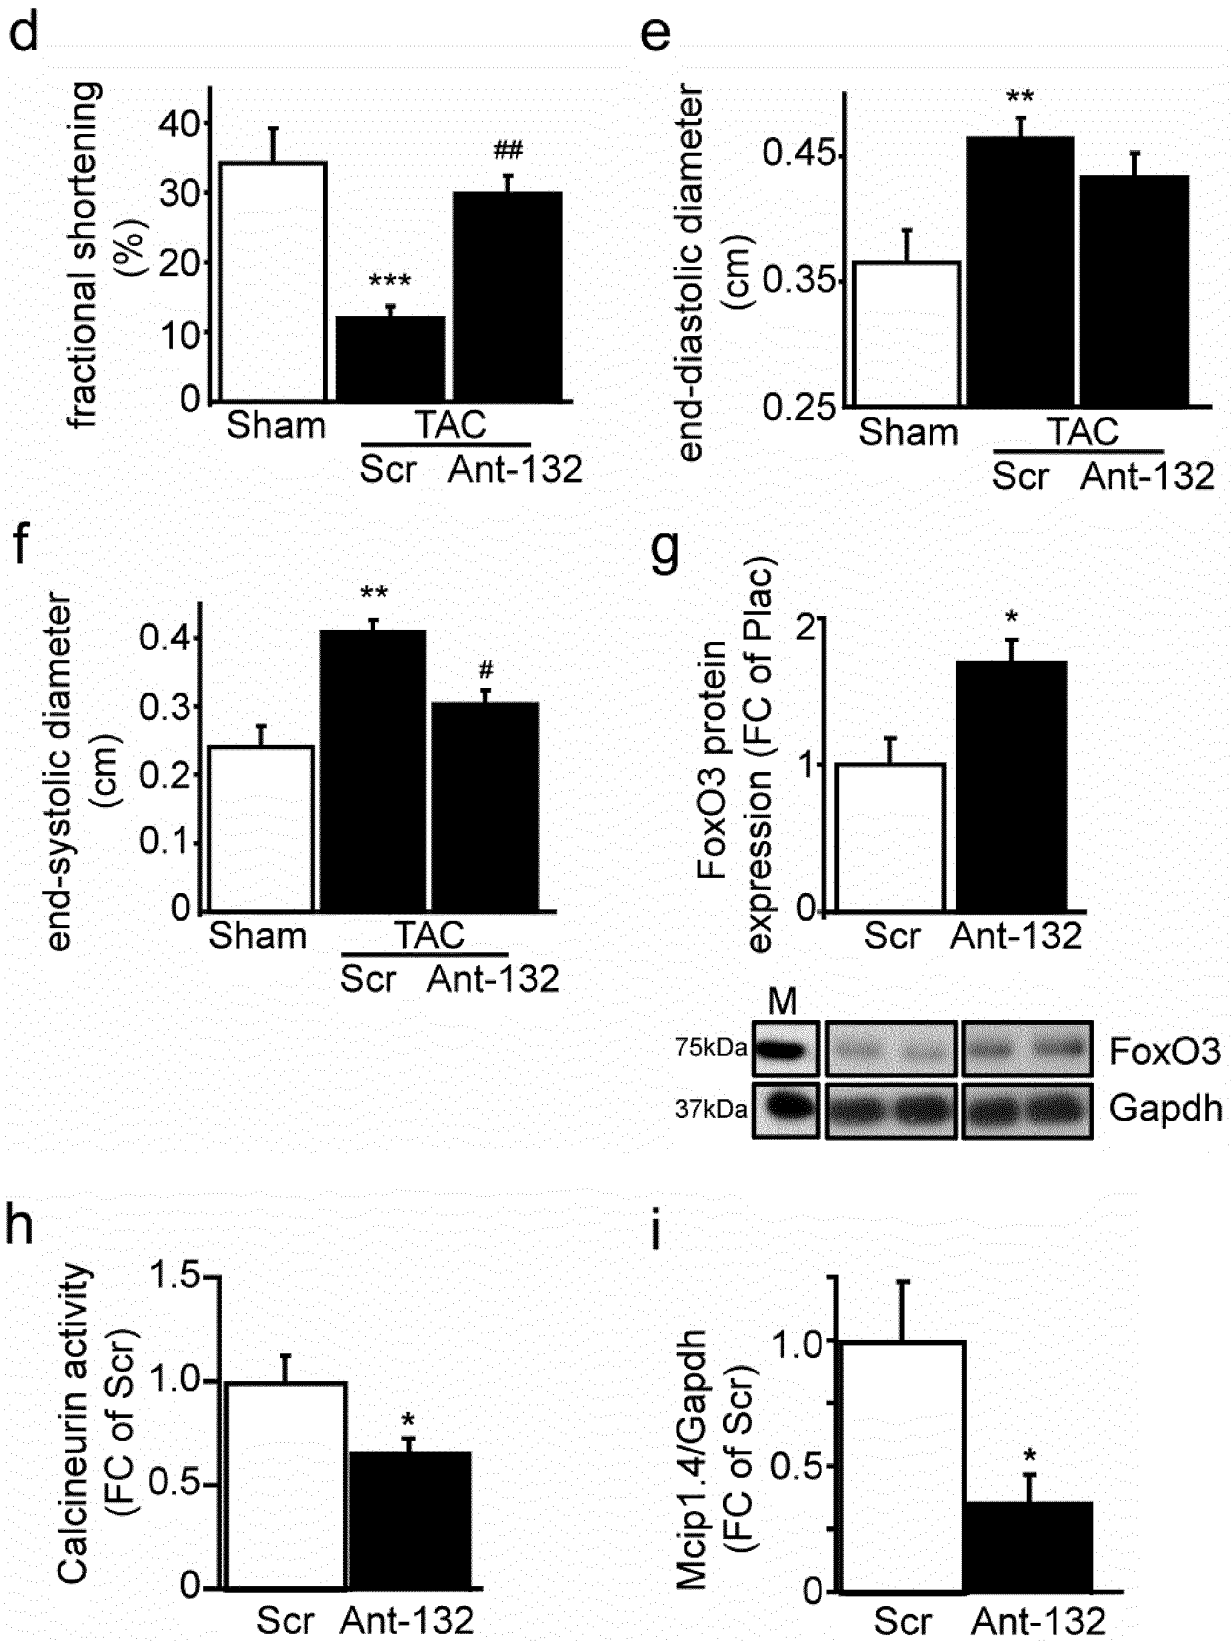 d
fractional shortening
(%)
40
30
20
10
0
***
##
Sham
TAC
Scr Ant-132
e
end-diastolic diameter
(cm)
0.45
0.35
0.25
**
Sham
TAC
Scr Ant-132
f
end-systolic diameter
(cm)
0.4
0.3
0.2
0.1
0
**
#
Sham
TAC
Scr Ant-132
g
FoxO3 protein
expression (FC of Plac)
2
1
0
*
Scr Ant-132
M
75kDa
FoxO3
37kDa
Gapdh
h
Calcineurin activity
(FC of Scr)
1.5
1.0
0.5
0
*
Scr Ant-132
i
Mcip1.4/Gapdh
(FC of Scr)
1.0
0.5
0
*
Scr Ant-132